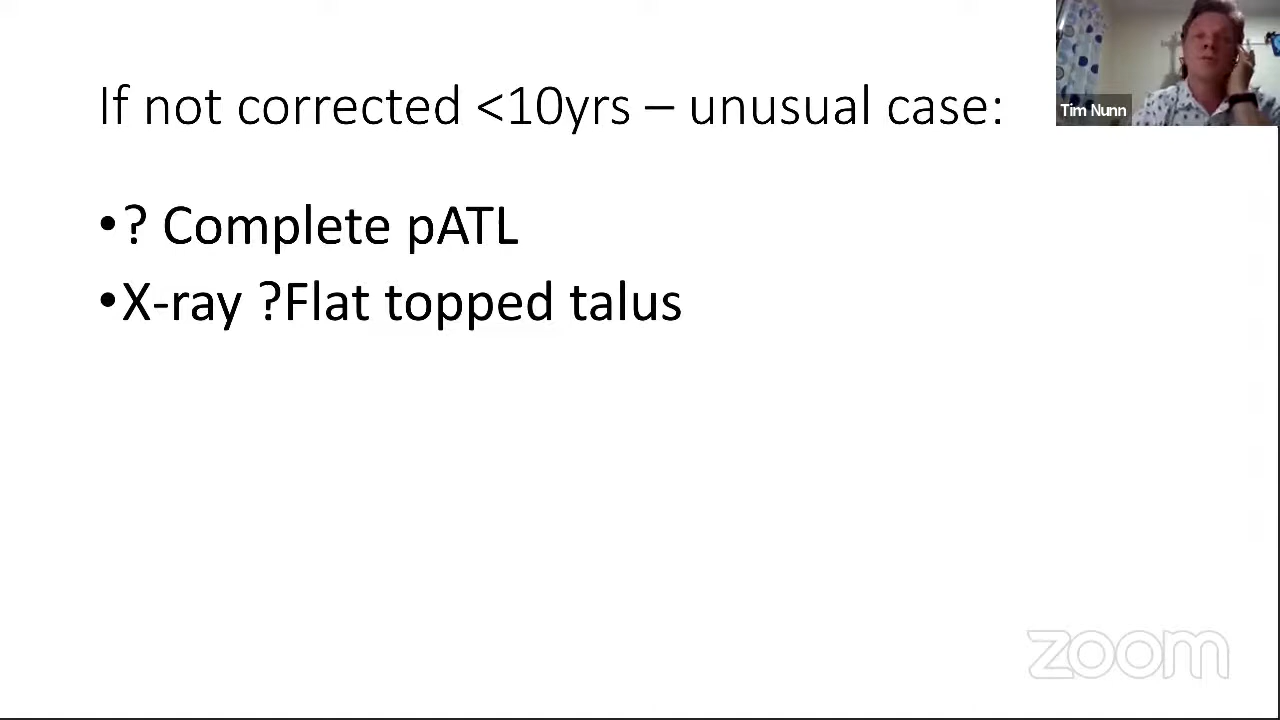 If not corrected <10yrs – unusual case:
Tim Nunn
•? Complete pATL
•X-ray ?Flat topped talus
zoom